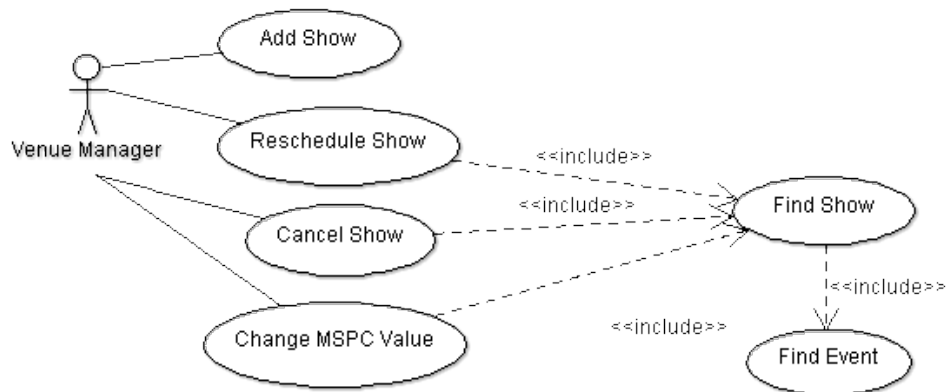 Add Show
Venue Manager
Reschedule Show
<<include>>
<<include>>
Find Show
Cancel Show
<<include>>
Change MSPC Value
<<include>>
Find Event